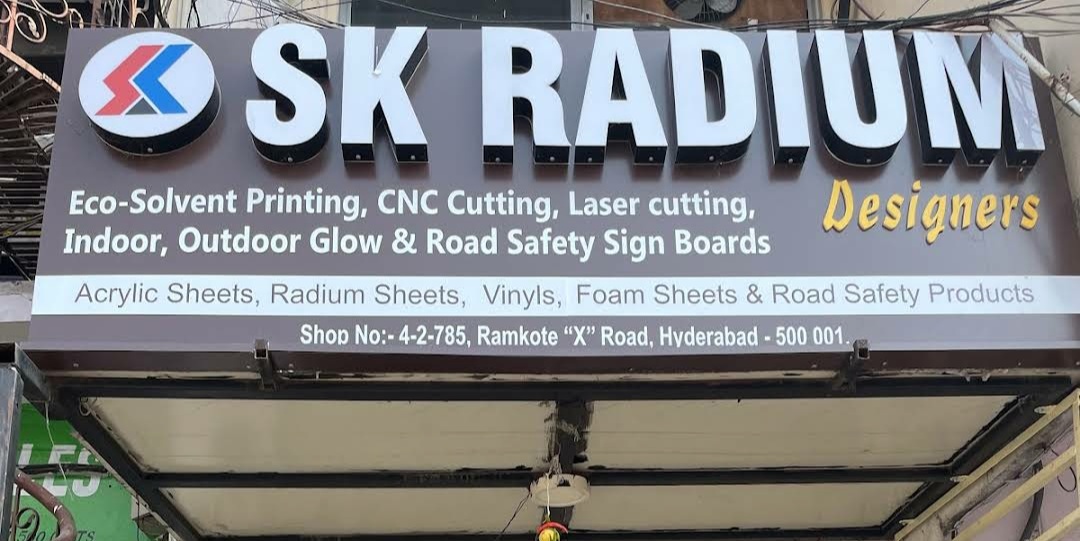 SK RADIUM
Designers
Eco-Solvent Printing, CNC Cutting, Laser cutting,
Indoor, Outdoor Glow & Road Safety Sign Boards
Acrylic Sheets, Radium Sheets, Vinyls, Foam Sheets & Road Safety Products
Shop No:- 4-2-785, Ramkote “X” Road, Hyderabad - 500 001.
LES